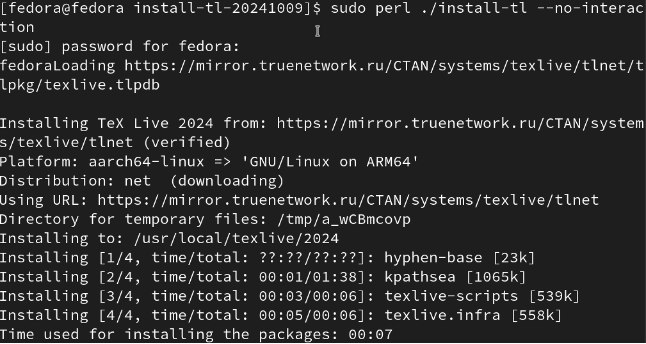 [fedora@fedora install-tl-20241009]$ sudo perl ./install-tl --no-interac
tion
[sudo] password for fedora:
fedoraLoading https://mirror.truenetwork.ru/CTAN/systems/texlive/tlnet/t
lpkg/texlive.tlpdb

Installing TeX Live 2024 from: https://mirror.truenetwork.ru/CTAN/system
s/texlive/tlnet (verified)
Platform: aarch64-linux => 'GNU/Linux on ARM64'
Distribution: net  (downloading)
Using URL: https://mirror.truenetwork.ru/CTAN/systems/texlive/tlnet
Directory for temporary files: /tmp/a_wCBmcovp
Installing to: /usr/local/texlive/2024
Installing [1/4, time/total: ??:??/??:??]: hyphen-base [23k]
Installing [2/4, time/total: 00:01/01:38]: kpathsea [1065k]
Installing [3/4, time/total: 00:03/00:06]: texlive-scripts [539k]
Installing [4/4, time/total: 00:05/00:06]: texlive.infra [558k]
Time used for installing the packages: 00:07